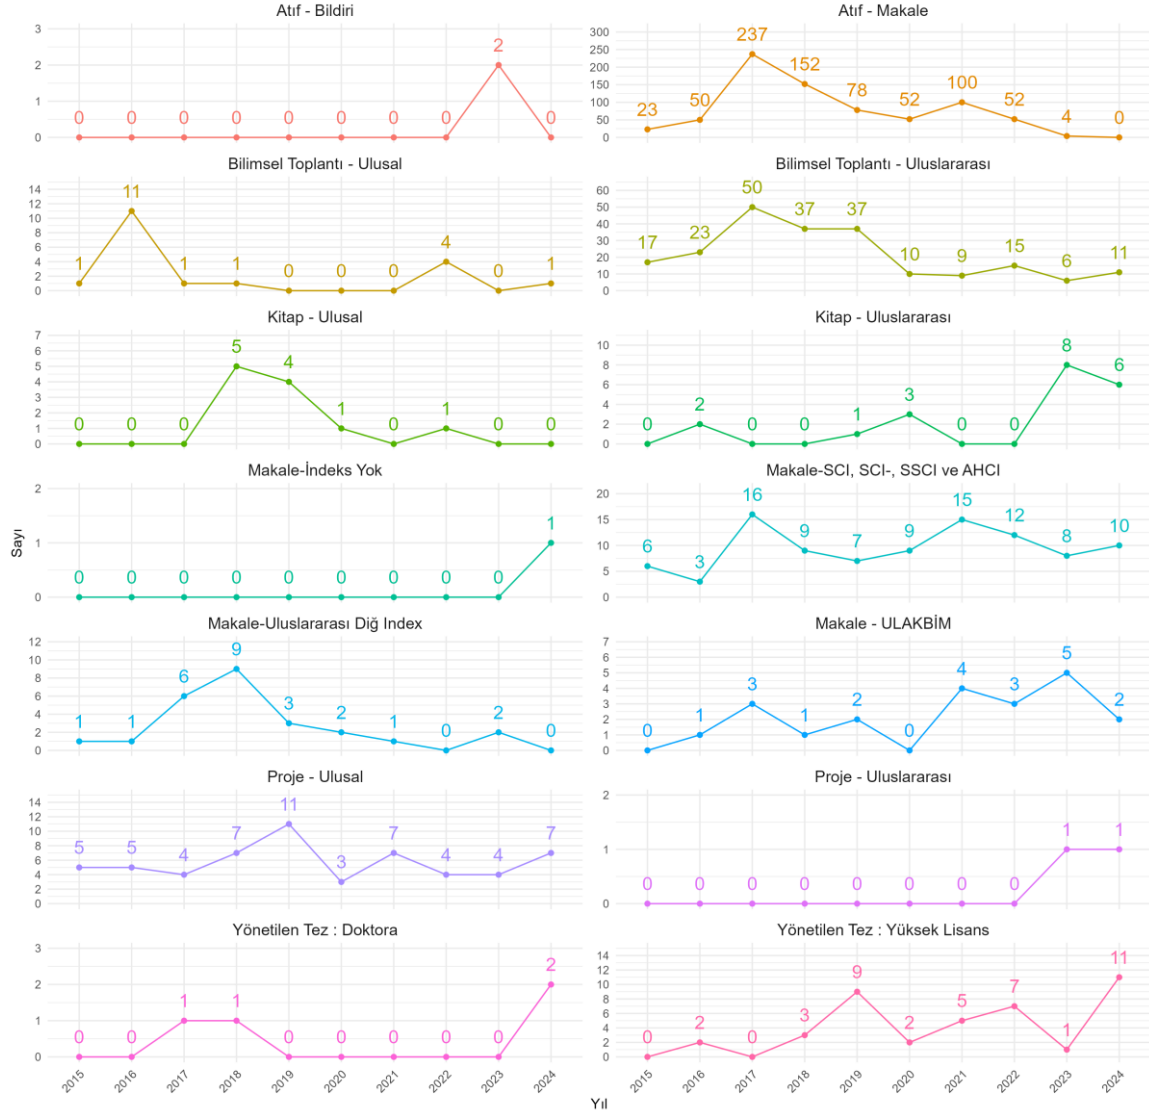 Atıf - Bildiri
3
2
1
0
0 0 0 0 0 0 0 0 2 0
Atıf - Makale
300
250
200
150
100
50
0
23 50 237 152 78 52 100 52 4 0
Bilimsel Toplantı - Ulusal
14
12
10
8
6
4
2
0
1 11 1 1 0 0 0 4 0 1
Bilimsel Toplantı - Uluslararası
60
50
40
30
20
10
0
17 23 50 37 37 10 9 15 6 11
Kitap - Ulusal
7
6
5
4
3
2
1
0
0 0 0 5 4 1 0 1 0 0
Kitap - Uluslararası
10
8
6
4
2
0
0 2 0 0 1 3 0 0 8 6
Makale-İndeks Yok
2
1
0
0 0 0 0 0 0 0 0 0 1
Makale-SCI, SCI-, SSCI ve AHCI
20
15
10
5
0
6 3 16 9 7 9 15 12 8 10
Sayı
Makale-Uluslararası Diğ Index
12
10
8
6
4
2
0
1 1 6 9 3 2 1 0 2 0
Makale - ULAKBİM
7
6
5
4
3
2
1
0
0 1 3 1 2 0 4 3 5 2
Proje - Ulusal
14
12
10
8
6
4
2
0
5 5 4 7 11 3 7 4 4 7
Proje - Uluslararası
2
1
0
0 0 0 0 0 0 0 0 1 1
Yönetilen Tez : Doktora
3
2
1
0
0 0 1 1 0 0 0 0 0 2
2015 2016 2017 2018 2019 2020 2021 2022 2023 2024
Yönetilen Tez : Yüksek Lisans
14
12
10
8
6
4
2
0
0 2 0 3 9 2 5 7 1 11
2015 2016 2017 2018 2019 2020 2021 2022 2023 2024
Yıl